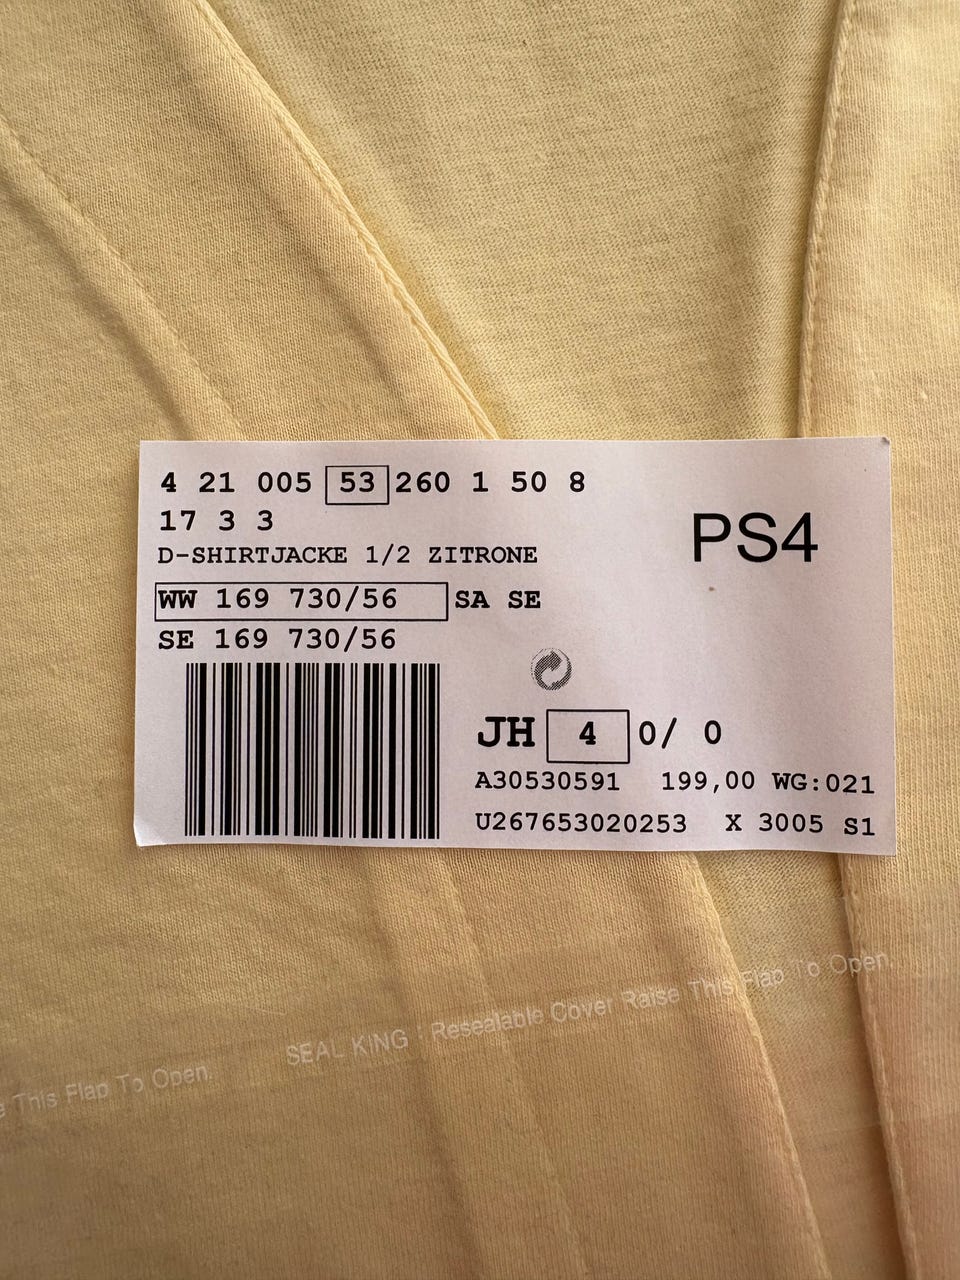 4 21 005 53 260 1 50 8
17 3 3
PS4
D-SHIRTJACKE 1/2 ZITRONE
WW 169 730/56 SA SE
SE 169 730/56
JH 4 0/ 0
A30530591 199,00 WG:021
U267653020253 X 3005 S1
SEAL KING : Resealable Cover Raise This Flap To Open.
This Flap To Open.